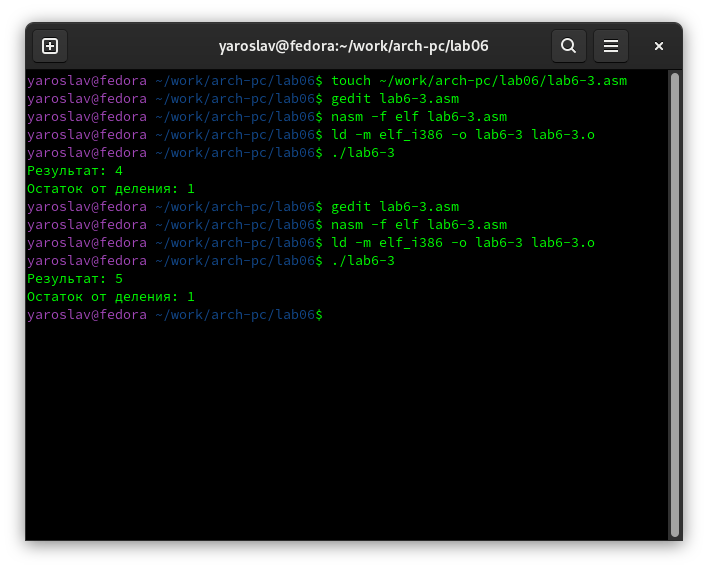 yaroslav@fedora:~/work/arch-pc/lab06
yaroslav@fedora ~/work/arch-pc/lab06$ touch ~/work/arch-pc/lab06/lab6-3.asm
yaroslav@fedora ~/work/arch-pc/lab06$ gedit lab6-3.asm
yaroslav@fedora ~/work/arch-pc/lab06$ nasm -f elf lab6-3.asm
yaroslav@fedora ~/work/arch-pc/lab06$ ld -m elf_i386 -o lab6-3 lab6-3.o
yaroslav@fedora ~/work/arch-pc/lab06$ ./lab6-3
Результат: 4
Остаток от деления: 1
yaroslav@fedora ~/work/arch-pc/lab06$ gedit lab6-3.asm
yaroslav@fedora ~/work/arch-pc/lab06$ nasm -f elf lab6-3.asm
yaroslav@fedora ~/work/arch-pc/lab06$ ld -m elf_i386 -o lab6-3 lab6-3.o
yaroslav@fedora ~/work/arch-pc/lab06$ ./lab6-3
Результат: 5
Остаток от деления: 1
yaroslav@fedora ~/work/arch-pc/lab06$